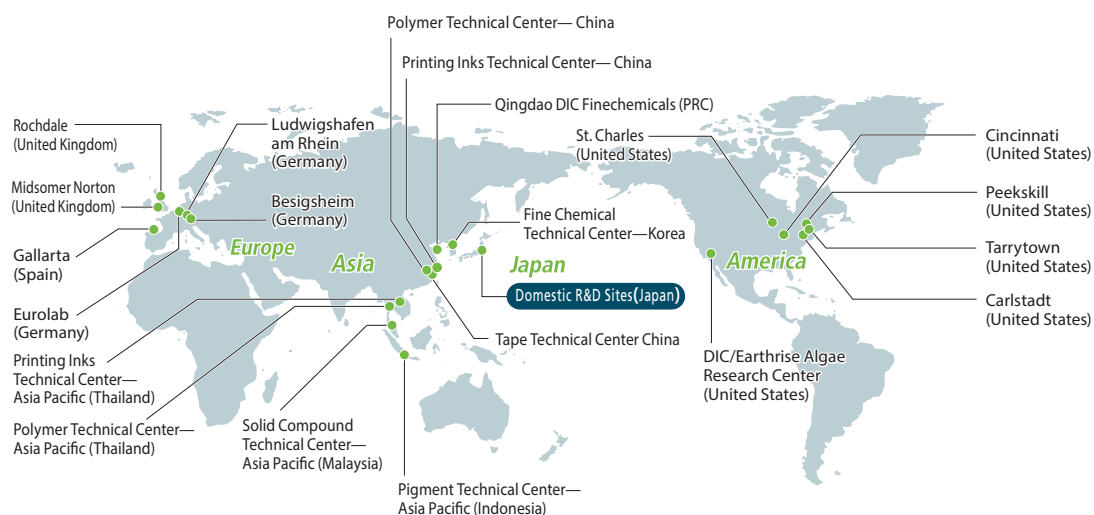 Polymer Technical Center— China
Printing Inks Technical Center— China
Qingdao DIC Finechemicals (PRC)
Rochdale
(United Kingdom)
Ludwigshafen
am Rhein
(Germany)
St. Charles
(United States)
Cincinnati
(United States)
Midsomer Norton
(United Kingdom)
Besigsheim
(Germany)
Peekskill
(United States)
Fine Chemical
Technical Center—Korea
Gallarta
(Spain)
Europe
Asia
Japan
America
Tarrytown
(United States)
Domestic R&D Sites(Japan)
Eurolab
(Germany)
Carlstadt
(United States)
Tape Technical Center China
Printing Inks
Technical Center—
Asia Pacific (Thailand)
DIC/Earthrise Algae
Research Center
(United States)
Polymer Technical Center—
Asia Pacific (Thailand)
Solid Compound
Technical Center—
Asia Pacific (Malaysia)
Pigment Technical Center—
Asia Pacific (Indonesia)